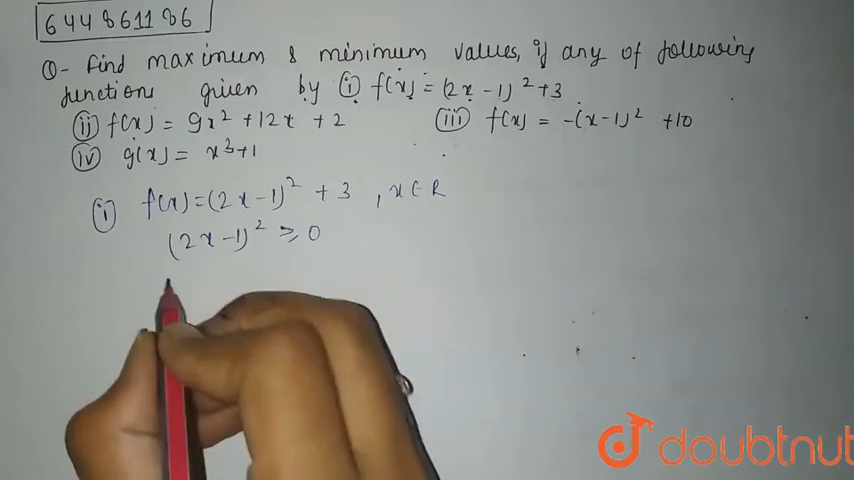 644861186
Q- Find maximum & minimum values, if any of following
functions given by (i) f(x) = (2x-1)² +3
(ii) f(x) = 9x² +12x +2 (iii) f(x) = -(x-1)² +10
(iv) g(x) = x³+1
(i) f(x) = (2x-1)² + 3 , x∈R
(2x-1)² ≥ 0
doubtnut